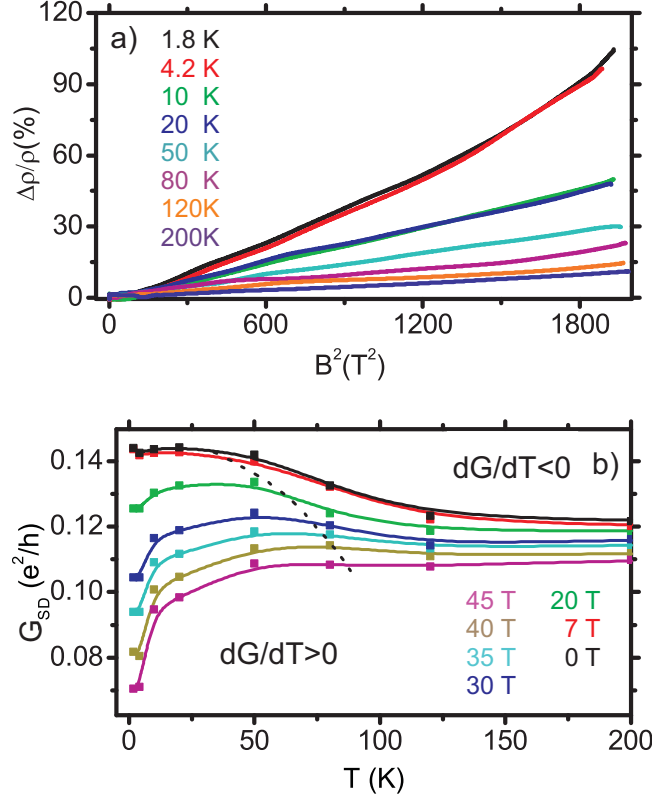 120
90
60
30
0
Δρ/ρ(%)
a)
1.8 K
4.2 K
10 K
20 K
50 K
80 K
120K
200K
0 600 1200 1800
B²(T²)
0.14
0.12
0.10
0.08
G_SD (e²/h)
dG/dT<0
b)
dG/dT>0
45 T 20 T
40 T 7 T
35 T 0 T
30 T
0 50 100 150 200
T (K)